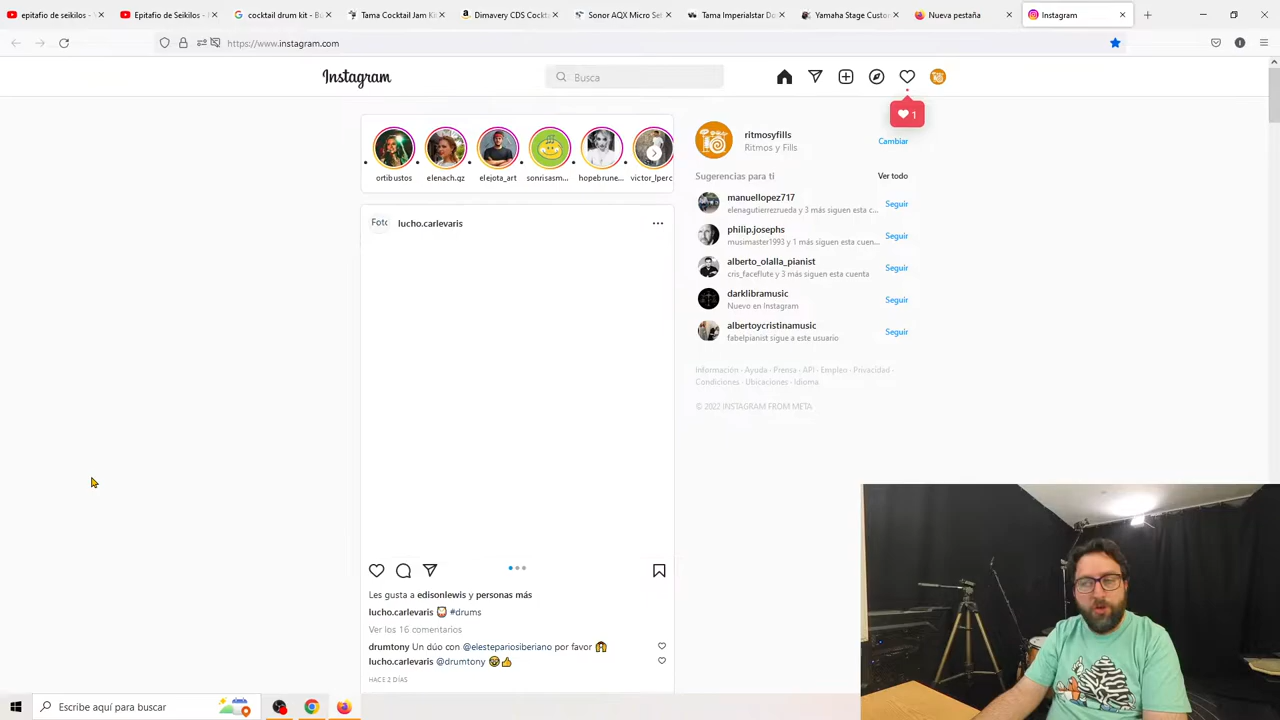 epitafio de seikilos -
Epitafio de Seikilos -
cocktail drum kit - Bu
Tama Cocktail Jam Ki
Dimavery CDS Cockt
Sonor AQX Micro Set
Tama Imperialstar Do
Yamaha Stage Custo
Nueva pestaña
Instagram
https://www.instagram.com
Instagram
Busca
1
ortibustos
elenach.gz
elejota_art
sonrisasm...
hopebrune...
victor_lperc
ritmosyfills
Ritmos y Fills
Cambiar
Sugerencias para ti
Ver todo
manuellopez717
elenagutierrezrueda y 3 más siguen esta c...
Seguir
philip.josephs
musimaster1993 y 1 más siguen esta cuen...
Seguir
alberto_olalla_pianist
cris_faceflute y 3 más siguen esta cuenta
Seguir
darklibramusic
Nuevo en Instagram
Seguir
albertoycristinamusic
fabelpianist sigue a este usuario
Seguir
Información · Ayuda · Prensa · API · Empleo · Privacidad ·
Condiciones · Ubicaciones · Idioma
© 2022 INSTAGRAM FROM META
Foto
lucho.carlevaris
Les gusta a edisonlewis y personas más
lucho.carlevaris #drums
Ver los 16 comentarios
drumtony Un dúo con @elestepariosiberiano por favor
lucho.carlevaris @drumtony
HACE 2 DÍAS
Escribe aquí para buscar